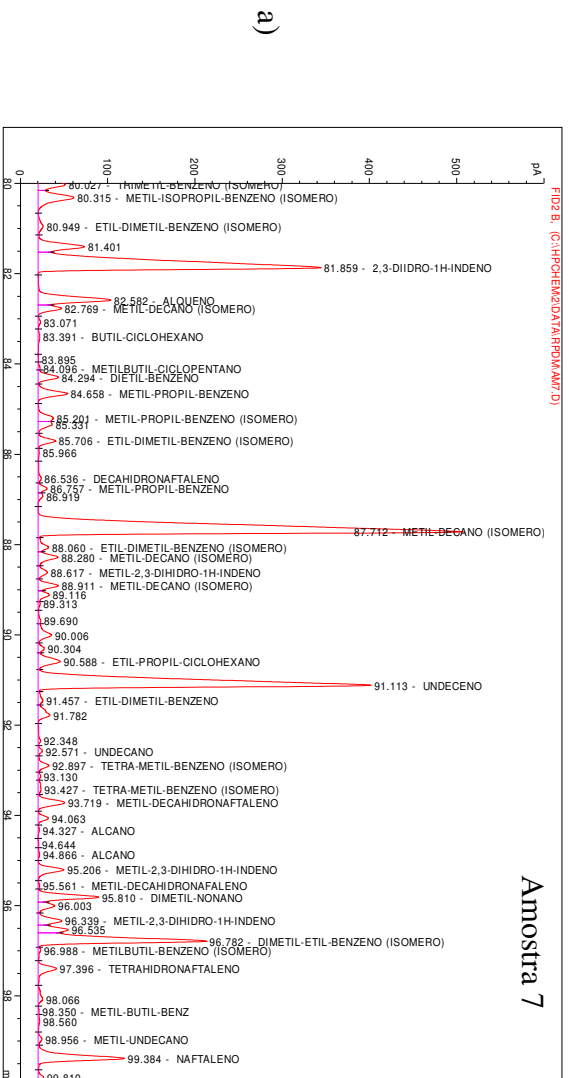 a)
FID2 B, (C:\HPCHEM\2\DATA\RPDM\AM7.D)
pA
0
100
200
300
400
500
Amostra 7
80
80.027 - TRIMETIL-BENZENO (ISOMERO)
80.315 - METIL-ISOPROPIL-BENZENO (ISOMERO)
80.949 - ETIL-DIMETIL-BENZENO (ISOMERO)
81.401
81.859 - 2,3-DIIDRO-1H-INDENO
82
82.582 - ALQUENO
82.769 - METIL-DECANO (ISOMERO)
83.071
83.391 - BUTIL-CICLOHEXANO
83.895
84
84.096 - METILBUTIL-CICLOPENTANO
84.294 - DIETIL-BENZENO
84.658 - METIL-PROPIL-BENZENO
85.201 - METIL-PROPIL-BENZENO (ISOMERO)
85.331
85.706 - ETIL-DIMETIL-BENZENO (ISOMERO)
85.966
86
86.536 - DECAHIDRONAFTALENO
86.757 - METIL-PROPIL-BENZENO
86.919
87.712 - METIL-DECANO (ISOMERO)
88
88.060 - ETIL-DIMETIL-BENZENO (ISOMERO)
88.280 - METIL-DECANO (ISOMERO)
88.617 - METIL-2,3-DIHIDRO-1H-INDENO
88.911 - METIL-DECANO (ISOMERO)
89.116
89.313
89.690
90
90.006
90.304
90.588 - ETIL-PROPIL-CICLOHEXANO
91.113 - UNDECENO
91.457 - ETIL-DIMETIL-BENZENO
91.782
92
92.348
92.571 - UNDECANO
92.897 - TETRA-METIL-BENZENO (ISOMERO)
93.130
93.427 - TETRA-METIL-BENZENO (ISOMERO)
93.719 - METIL-DECAHIDRONAFTALENO
94
94.063
94.327 - ALCANO
94.644
94.866 - ALCANO
95.206 - METIL-2,3-DIHIDRO-1H-INDENO
95.561 - METIL-DECAHIDRONAFALENO
95.810 - DIMETIL-NONANO
96
96.003
96.339 - METIL-2,3-DIHIDRO-1H-INDENO
96.535
96.782 - DIMETIL-ETIL-BENZENO (ISOMERO)
96.988 - METILBUTIL-BENZENO (ISOMERO)
97.396 - TETRAHIDRONAFTALENO
98
98.066
98.350 - METIL-BUTIL-BENZ
98.560
98.956 - METIL-UNDECANO
99.384 - NAFTALENO
99.810